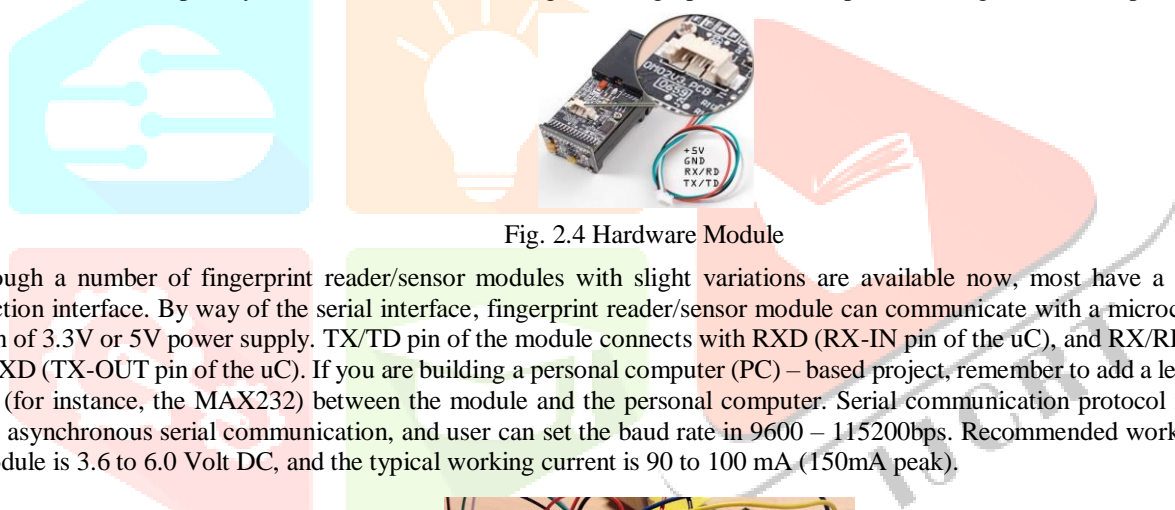 +5V
GND
RX/RD
TX/TD
Fig. 2.4 Hardware Module
ough a number of fingerprint reader/sensor modules with slight variations are available now, most have a
ction interface. By way of the serial interface, fingerprint reader/sensor module can communicate with a microc
n of 3.3V or 5V power supply. TX/TD pin of the module connects with RXD (RX-IN pin of the uC), and RX/RI
XD (TX-OUT pin of the uC). If you are building a personal computer (PC) – based project, remember to add a le
(for instance, the MAX232) between the module and the personal computer. Serial communication protocol
asynchronous serial communication, and user can set the baud rate in 9600 – 115200bps. Recommended work
dule is 3.6 to 6.0 Volt DC, and the typical working current is 90 to 100 mA (150mA peak).
IJCRT